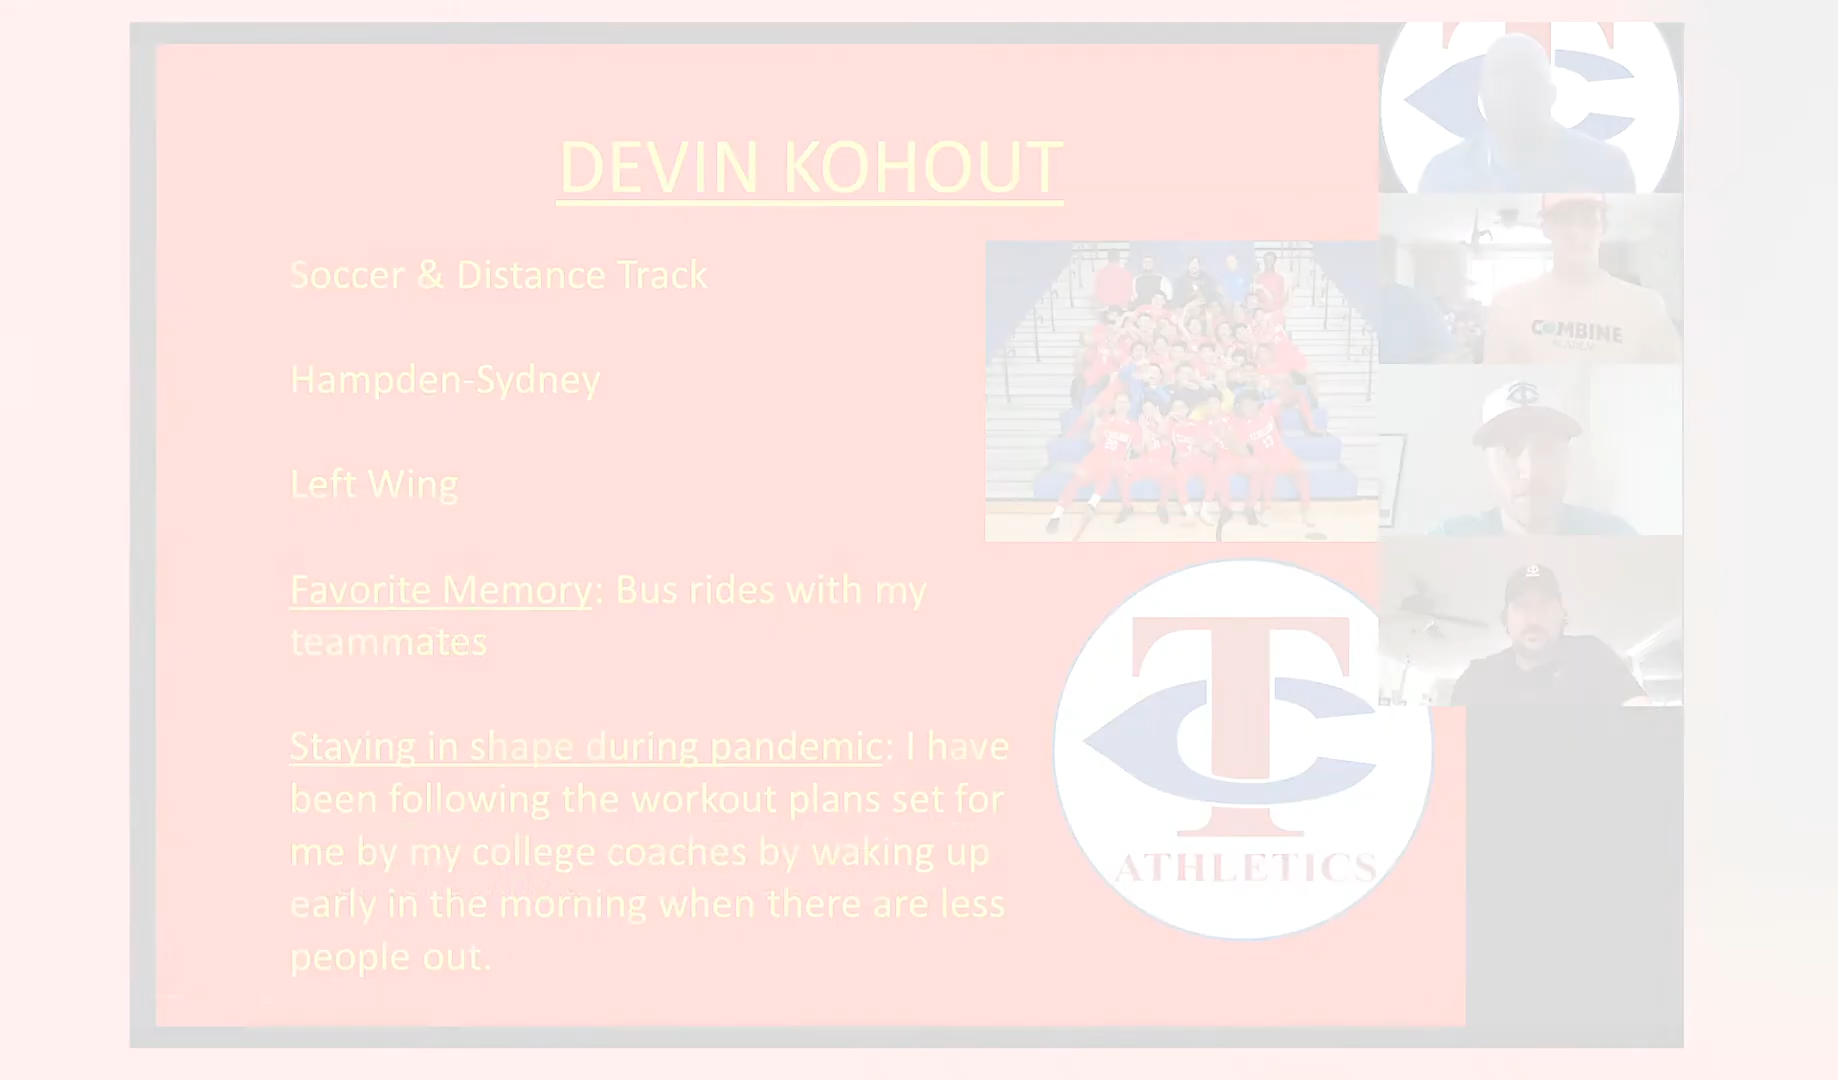 DEVIN KOHOUT
Soccer & Distance Track
Hampden-Sydney
Left Wing
Favorite Memory: Bus rides with my
teammates
Staying in shape during pandemic: I have
been following the workout plans set for
me by my college coaches by waking up
early in the morning when there are less
people out.
TC
ATHLETICS
COMBINE
ACADEMY